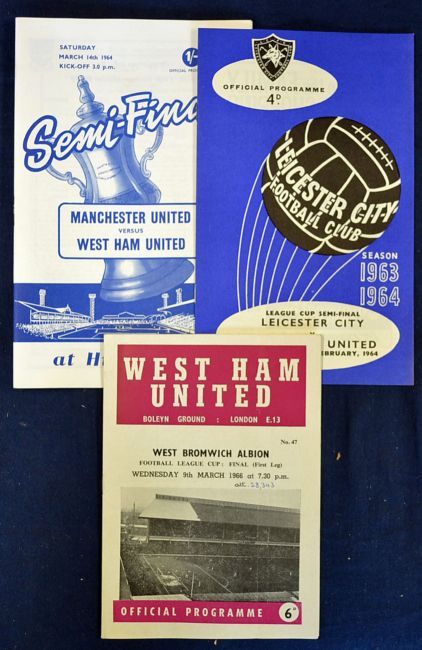 SATURDAY
MARCH 14th 1964
KICK-OFF 3.0 p.m.
1/-
OFFICIAL
Semi-Final
MANCHESTER UNITED
VERSUS
WEST HAM UNITED
at H
OFFICIAL PROGRAMME
4D.
LEICESTER CITY
FOOTBALL CLUB
SEASON
1963
1964
LEAGUE CUP SEMI-FINAL
LEICESTER CITY
UNITED
FEBRUARY, 1964
WEST HAM
UNITED
BOLEYN GROUND : LONDON E.13
No. 47
WEST BROMWICH ALBION
FOOTBALL LEAGUE CUP: FINAL (First Leg)
WEDNESDAY 9th MARCH 1966 at 7.30 p.m.
OFFICIAL PROGRAMME
6D